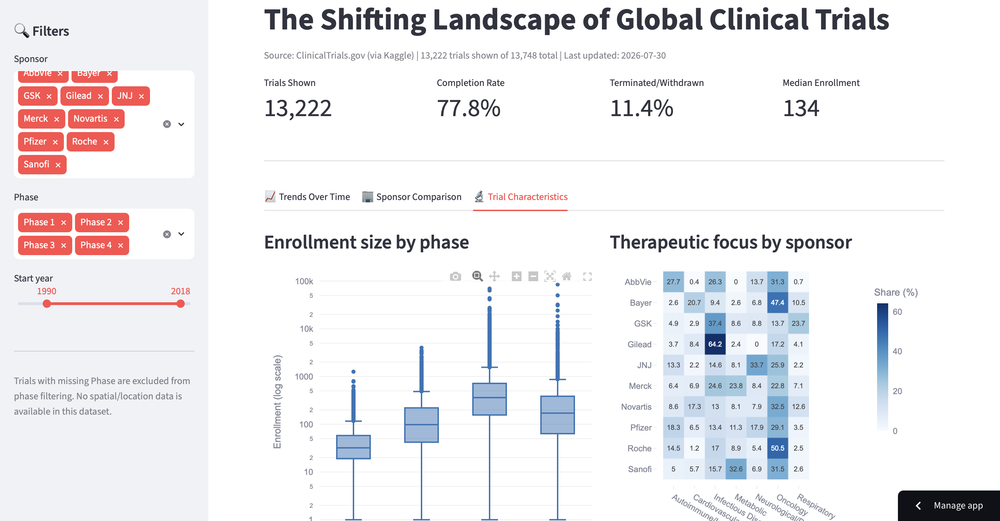 🔍 Filters
Sponsor
AbbVie × Bayer ×
GSK × Gilead × JNJ ×
Merck × Novartis ×
Pfizer × Roche ×
Sanofi ×
Phase
Phase 1 × Phase 2 ×
Phase 3 × Phase 4 ×
Start year
1990 2018
Trials with missing Phase are excluded from
phase filtering. No spatial/location data is
available in this dataset.
The Shifting Landscape of Global Clinical Trials
Source: ClinicalTrials.gov (via Kaggle) | 13,222 trials shown of 13,748 total | Last updated: 2026-07-30
Trials Shown Completion Rate Terminated/Withdrawn Median Enrollment
13,222 77.8% 11.4% 134
📈 Trends Over Time 🏢 Sponsor Comparison 🔬 Trial Characteristics
Enrollment size by phase
Enrollment (log scale)
100k
5
2
10k
5
2
1000
5
2
100
5
2
10
5
2
1
Therapeutic focus by sponsor
AbbVie 27.7 0.4 26.3 0 13.7 31.3 0.7
Bayer 2.6 20.7 9.4 2.6 6.8 47.4 10.5
GSK 4.9 2.9 37.4 8.6 8.8 13.7 23.7
Gilead 3.7 8.4 64.2 2.4 0 17.2 4.1
JNJ 13.3 2.2 14.6 8.1 33.7 25.9 2.2
Merck 6.4 6.9 24.6 23.8 8.4 22.8 7.1
Novartis 8.6 17.3 13 8.1 7.9 32.5 12.6
Pfizer 18.3 6.5 13.4 11.3 17.9 29.1 3.5
Roche 14.5 1.2 17 8.9 5.4 50.5 2.5
Sanofi 5 5.7 15.7 32.6 6.9 31.5 2.6
Autoimmune/
Cardiovascula
Infectious Dis
Metabolic
Neurological/
Oncology
Respiratory
Share (%)
60
40
20
0
Manage app